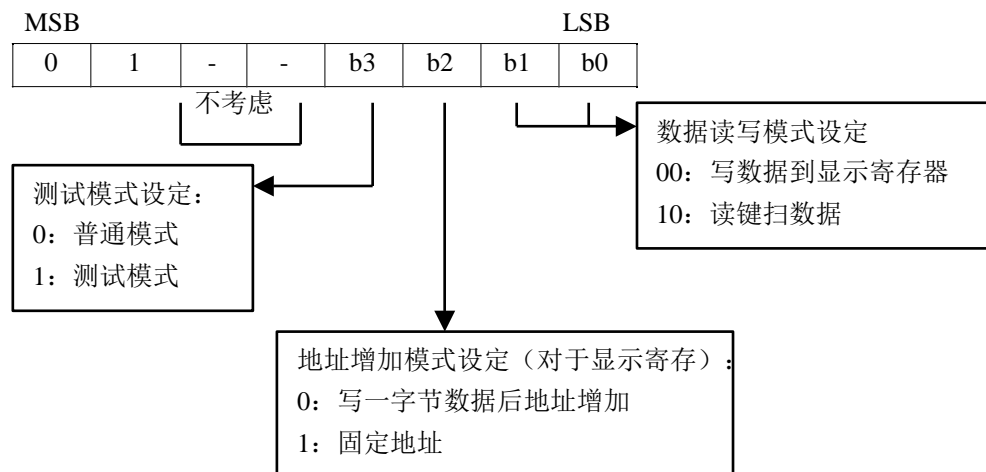 MSB LSB
0 1 - - b3 b2 b1 b0
不考虑
数据读写模式设定
00：写数据到显示寄存器
10：读键扫数据
测试模式设定：
0：普通模式
1：测试模式
地址增加模式设定（对于显示寄存）：
0：写一字节数据后地址增加
1：固定地址